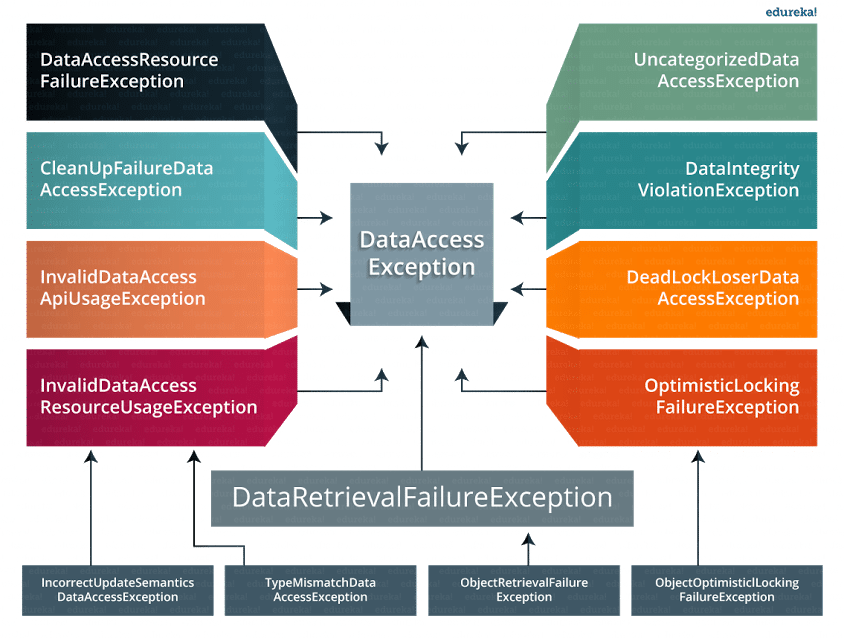 edureka!
DataAccessResource
FailureException
UncategorizedData
AccessException
CleanUpFailureData
AccessException
DataIntegrity
ViolationException
DataAccess
Exception
InvalidDataAccess
ApiUsageException
DeadLockLoserData
AccessException
InvalidDataAccess
ResourceUsageException
OptimisticLocking
FailureException
DataRetrievalFailureException
IncorrectUpdateSemantics
DataAccessException
TypeMismatchData
AccessException
ObjectRetrievalFailure
Exception
ObjectOptimisticlLocking
FailureException